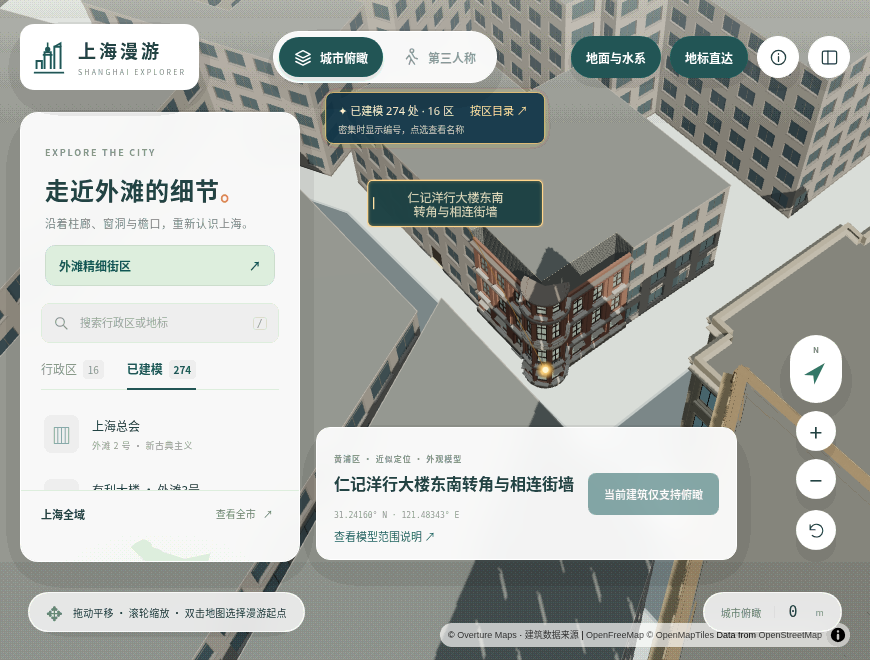 上海漫游
SHANGHAI EXPLORER
城市俯瞰
第三人称
地面与水系
地标直达
✦ 已建模 274 处 · 16 区 按区目录 ↗
密集时显示编号，点选查看名称
仁记洋行大楼东南
转角与相连街墙
EXPLORE THE CITY
走近外滩的细节。
沿着柱廊、窗洞与檐口，重新认识上海。
外滩精细街区 ↗
搜索行政区或地标 /
行政区 16 已建模 274
上海总会
外滩 2 号 · 新古典主义
有利大楼 · 外滩3号
上海全域 查看全市 ↗
黄浦区 · 近似定位 · 外观模型
仁记洋行大楼东南转角与相连街墙
31.24160° N · 121.48343° E
查看模型范围说明 ↗
当前建筑仅支持俯瞰
N
拖动平移 · 滚轮缩放 · 双击地图选择漫游起点
城市俯瞰 0 m
© Overture Maps · 建筑数据来源 | OpenFreeMap © OpenMapTiles Data from OpenStreetMap